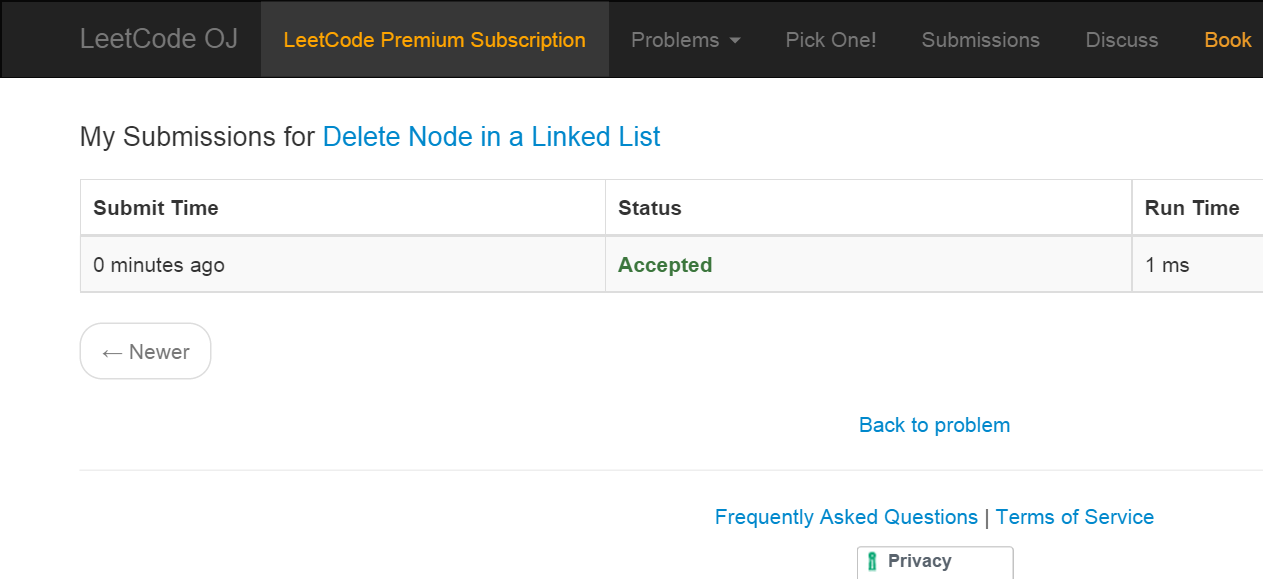 LeetCode OJ LeetCode Premium Subscription Problems Pick One! Submissions Discuss Book
My Submissions for Delete Node in a Linked List
Submit Time Status Run Time
0 minutes ago Accepted 1 ms
← Newer
Back to problem
Frequently Asked Questions | Terms of Service
Privacy